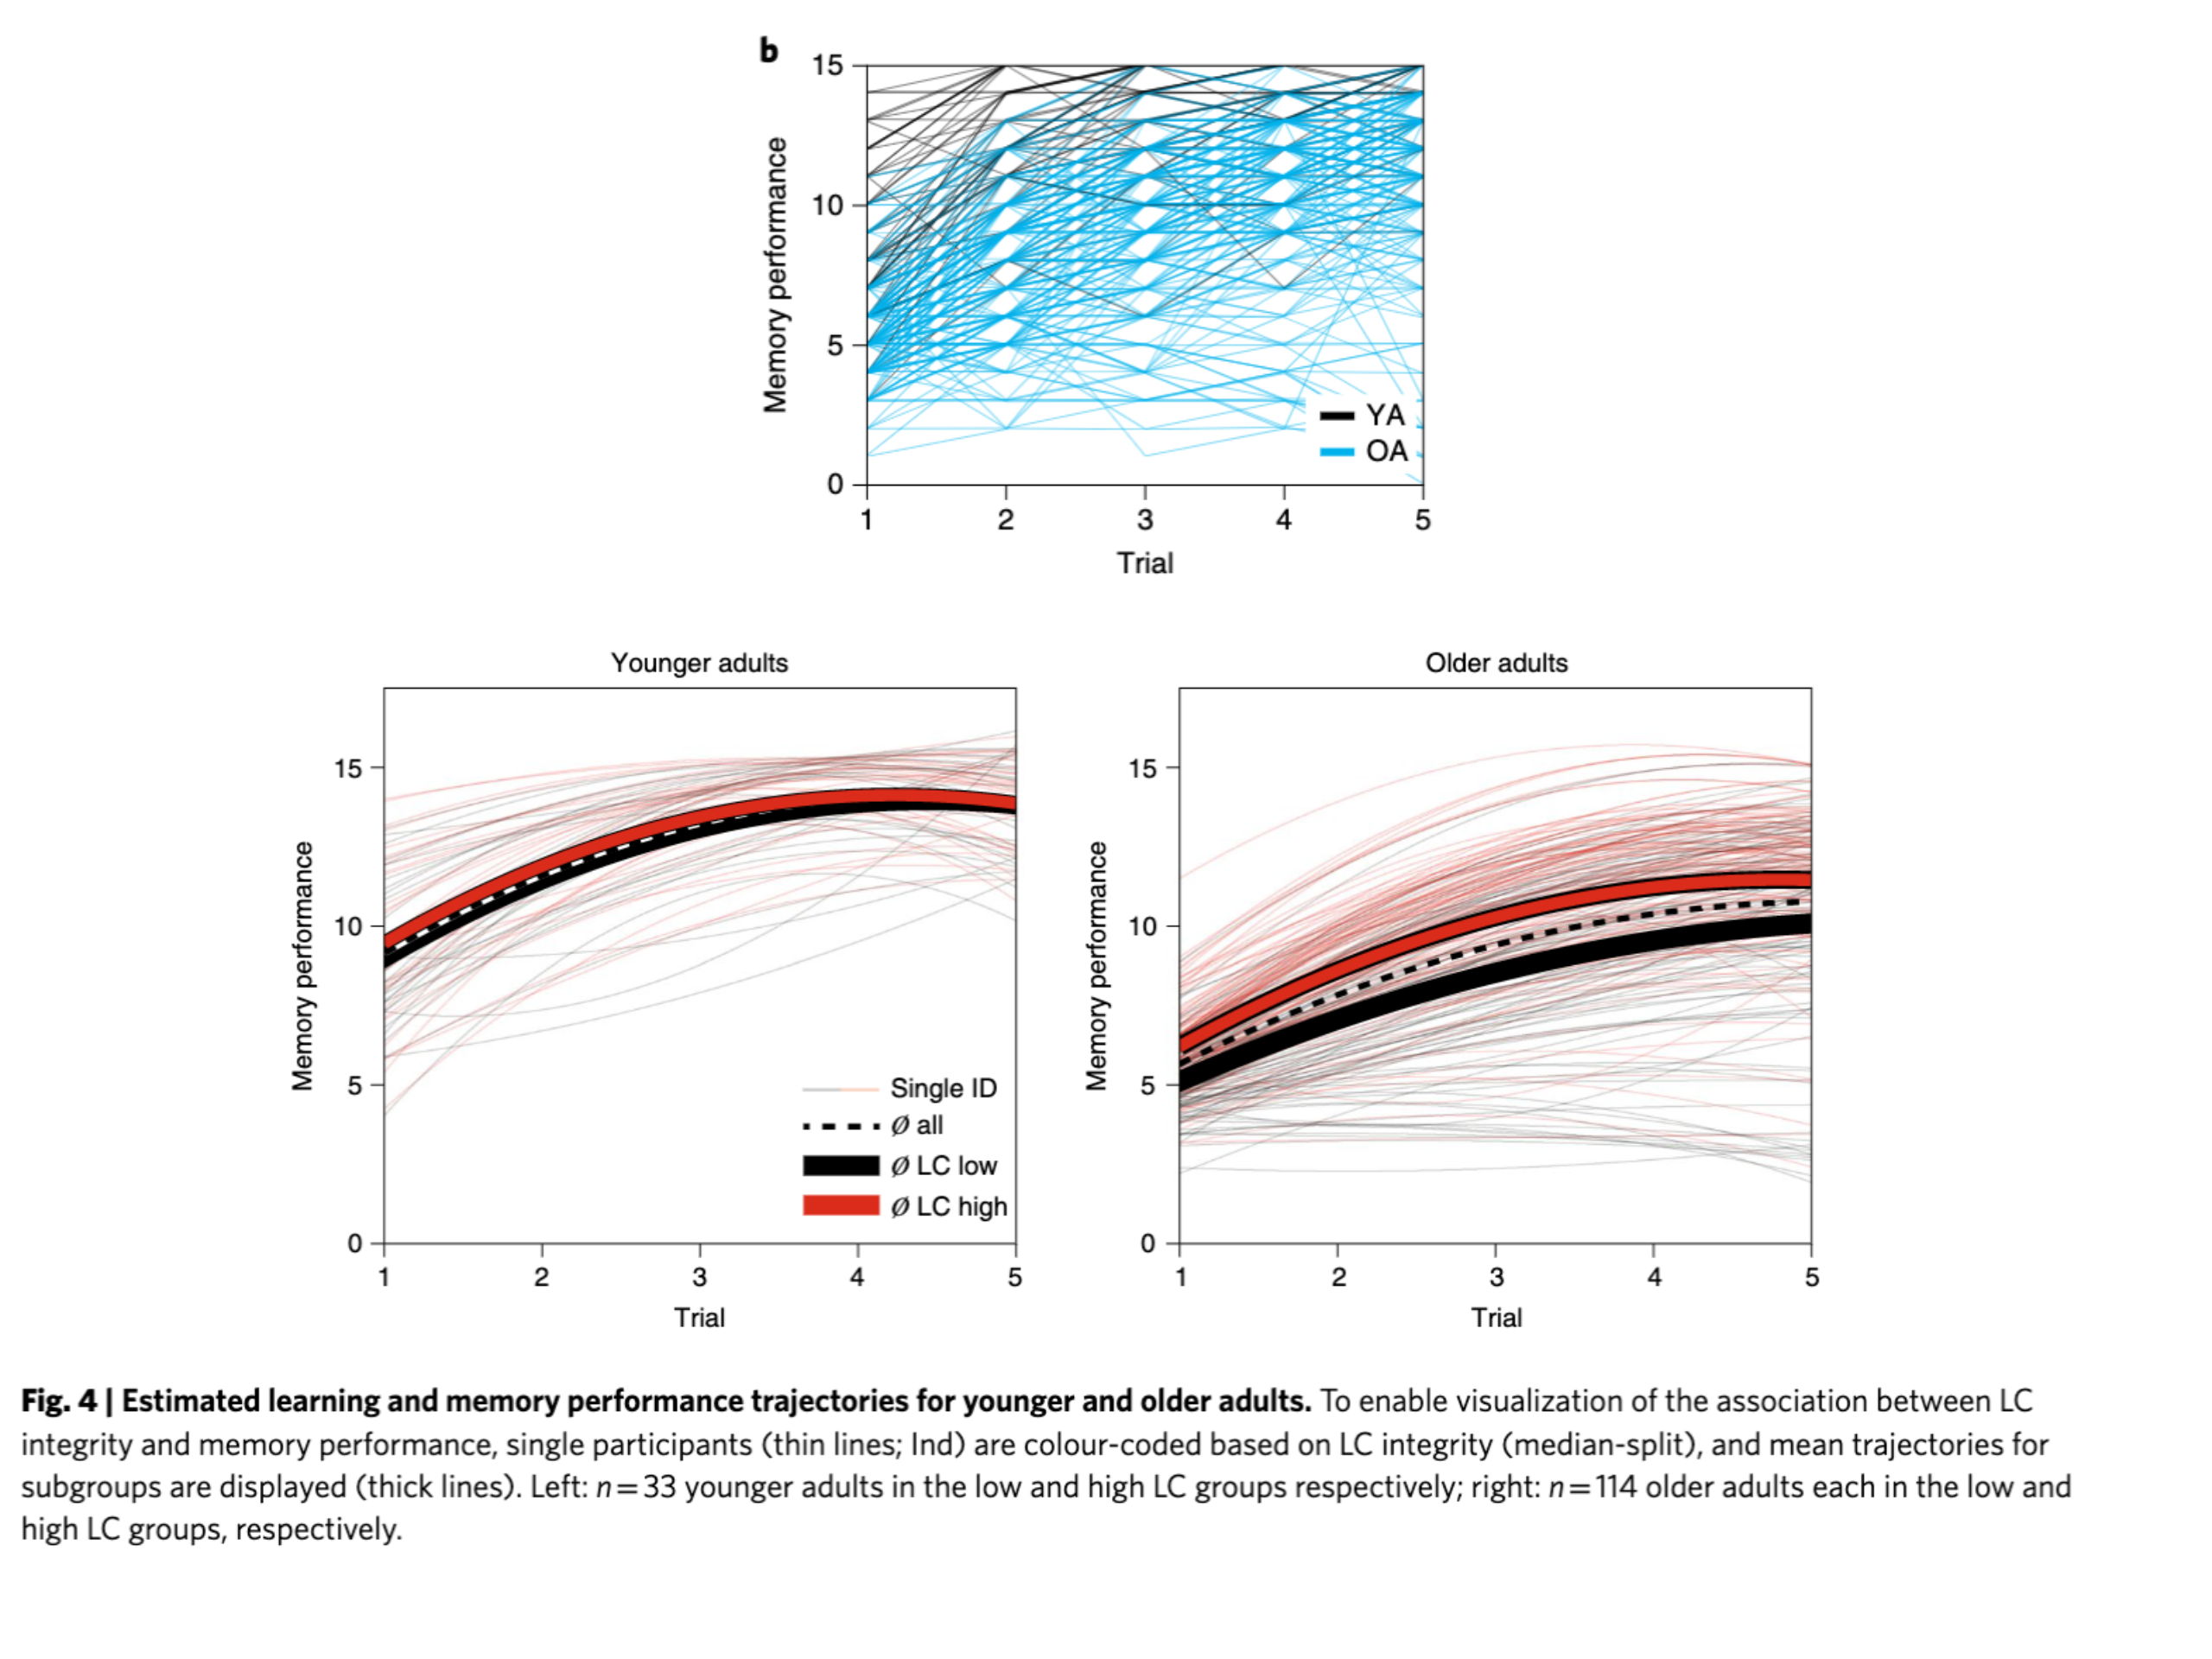 b
15
10
5
0
Memory performance
YA
OA
1 2 3 4 5
Trial
Younger adults
15
10
5
0
Memory performance
Single ID
Ø all
Ø LC low
Ø LC high
1 2 3 4 5
Trial
Older adults
15
10
5
0
Memory performance
1 2 3 4 5
Trial
Fig. 4 | Estimated learning and memory performance trajectories for younger and older adults. To enable visualization of the association between LC
integrity and memory performance, single participants (thin lines; Ind) are colour-coded based on LC integrity (median-split), and mean trajectories for
subgroups are displayed (thick lines). Left: n = 33 younger adults in the low and high LC groups respectively; right: n = 114 older adults each in the low and
high LC groups, respectively.